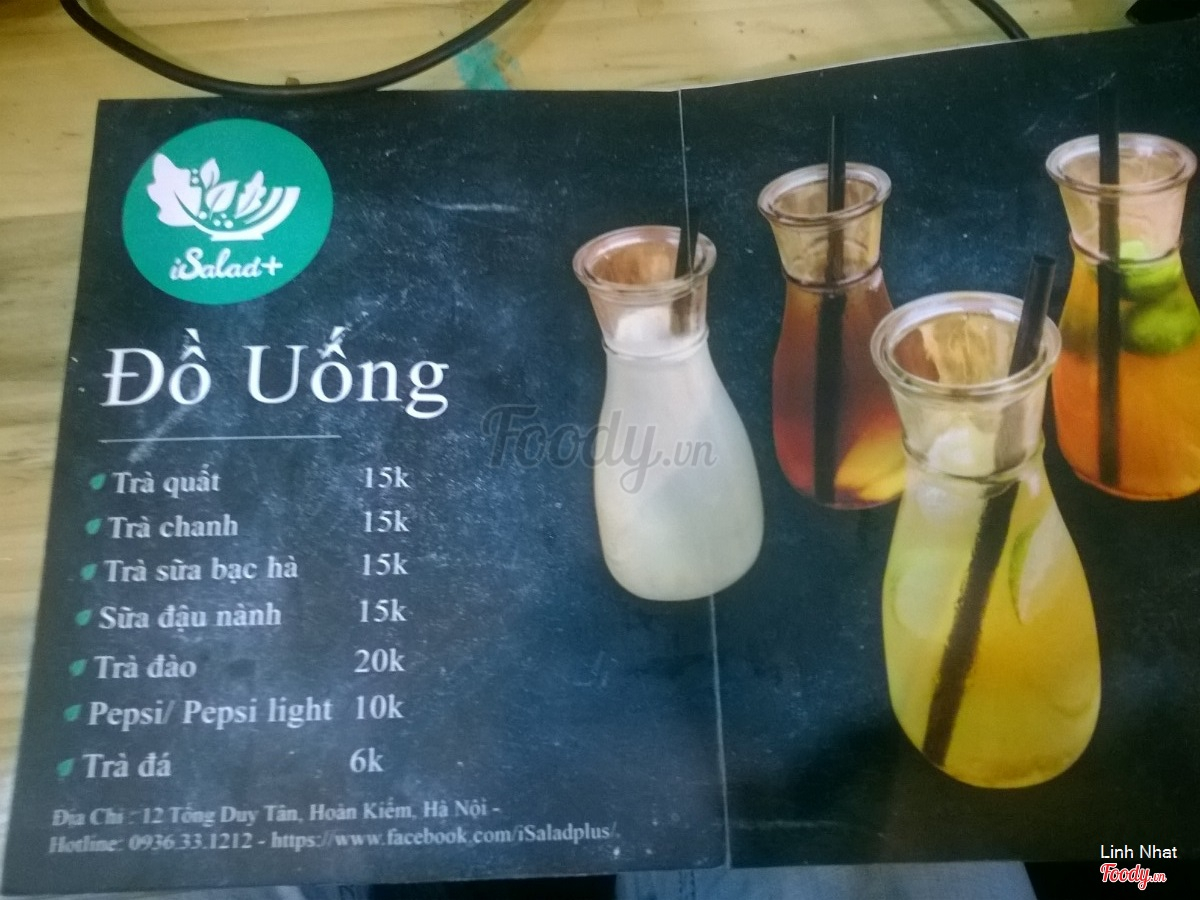 iSalad+
Đồ Uống
Trà quất 15k
Trà chanh 15k
Trà sữa bạc hà 15k
Sữa đậu nành 15k
Trà đào 20k
Pepsi/ Pepsi light 10k
Trà đá 6k
Địa Chỉ : 12 Tống Duy Tân, Hoàn Kiếm, Hà Nội -
Hotline: 0936.33.1212 - https://www.facebook.com/iSaladplus/
Foody.vn
Linh Nhat
Foody.vn